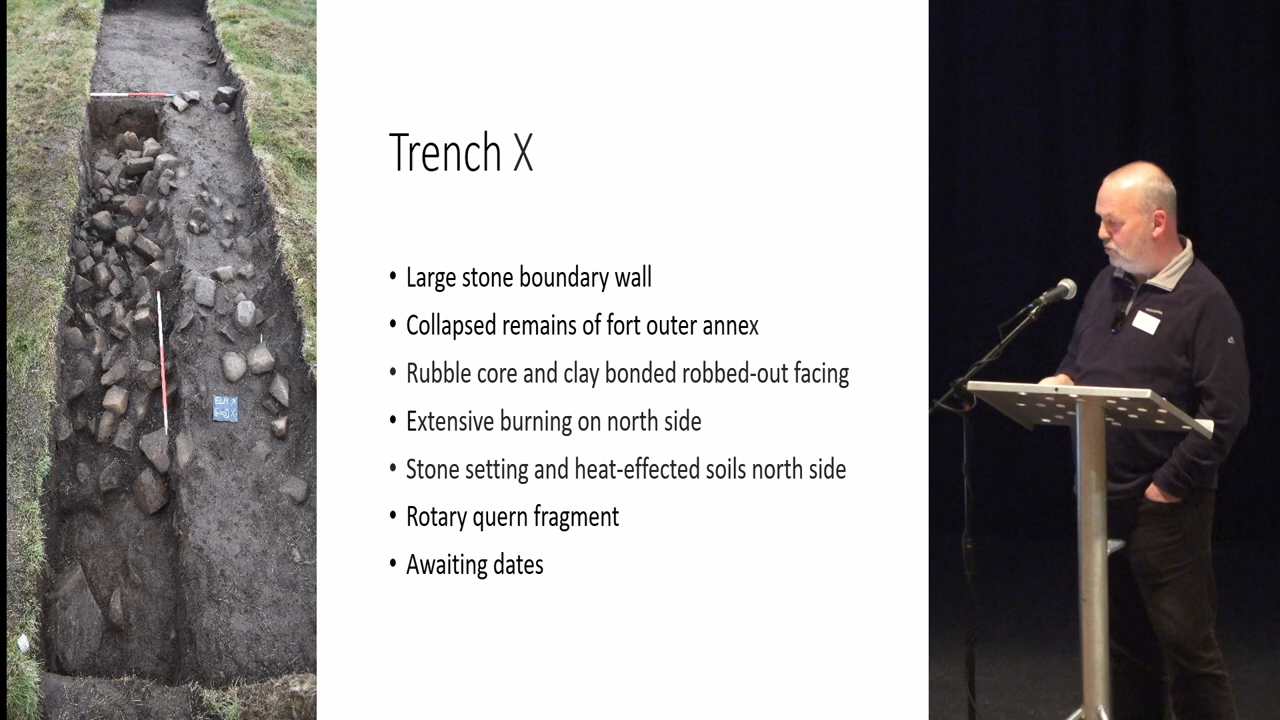 Trench X
• Large stone boundary wall
• Collapsed remains of fort outer annex
• Rubble core and clay bonded robbed-out facing
• Extensive burning on north side
• Stone setting and heat-effected soils north side
• Rotary quern fragment
• Awaiting dates